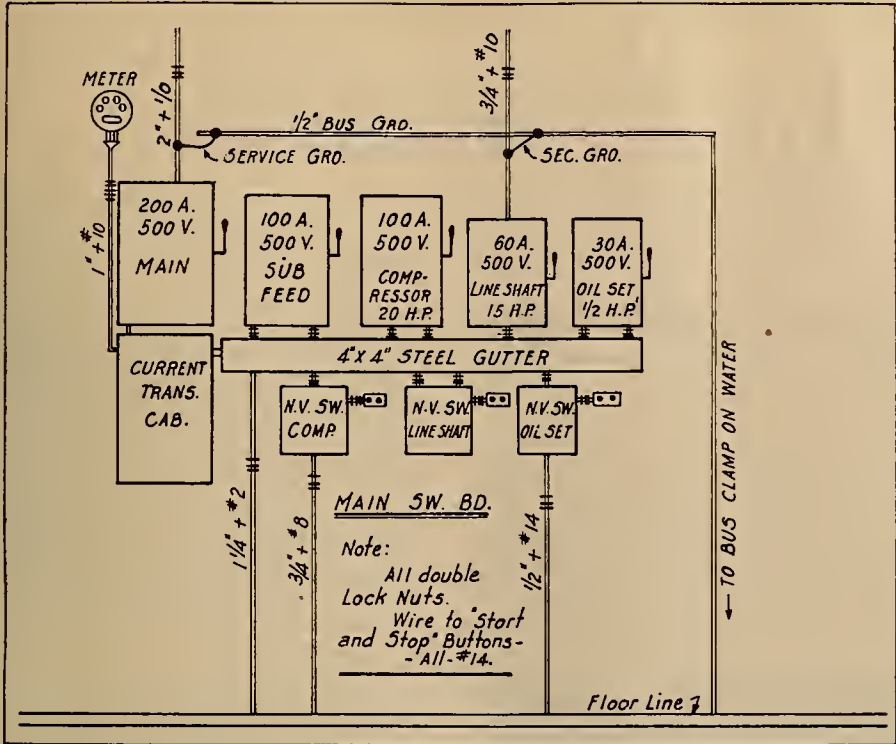 METER
2" + 1/0
3/4" + #10
1/2" BUS GRD.
SERVICE GRO.
SEC. GRO.
1" + #10
200 A.
500 V.
MAIN
100 A.
500 V.
SUB
FEED
100 A.
500 V.
COMP-
RESSOR
20 H.P.
60 A.
500 V.
LINE SHAFT
15 H.P.
30 A.
500 V.
OIL SET
1/2 H.P.
CURRENT
TRANS.
CAB.
4" X 4" STEEL GUTTER
N.V. SW.
COMP.
N.V. SW.
LINE SHAFT
N.V. SW.
OIL SET
1 1/4" + #2
3/4" + #8
1/2" + #14
MAIN SW. BD.
Note:
All double
Lock Nuts.
Wire to "Start
and Stop" Buttons-
- All - #14.
← TO BUS CLAMP ON WATER
Floor Line